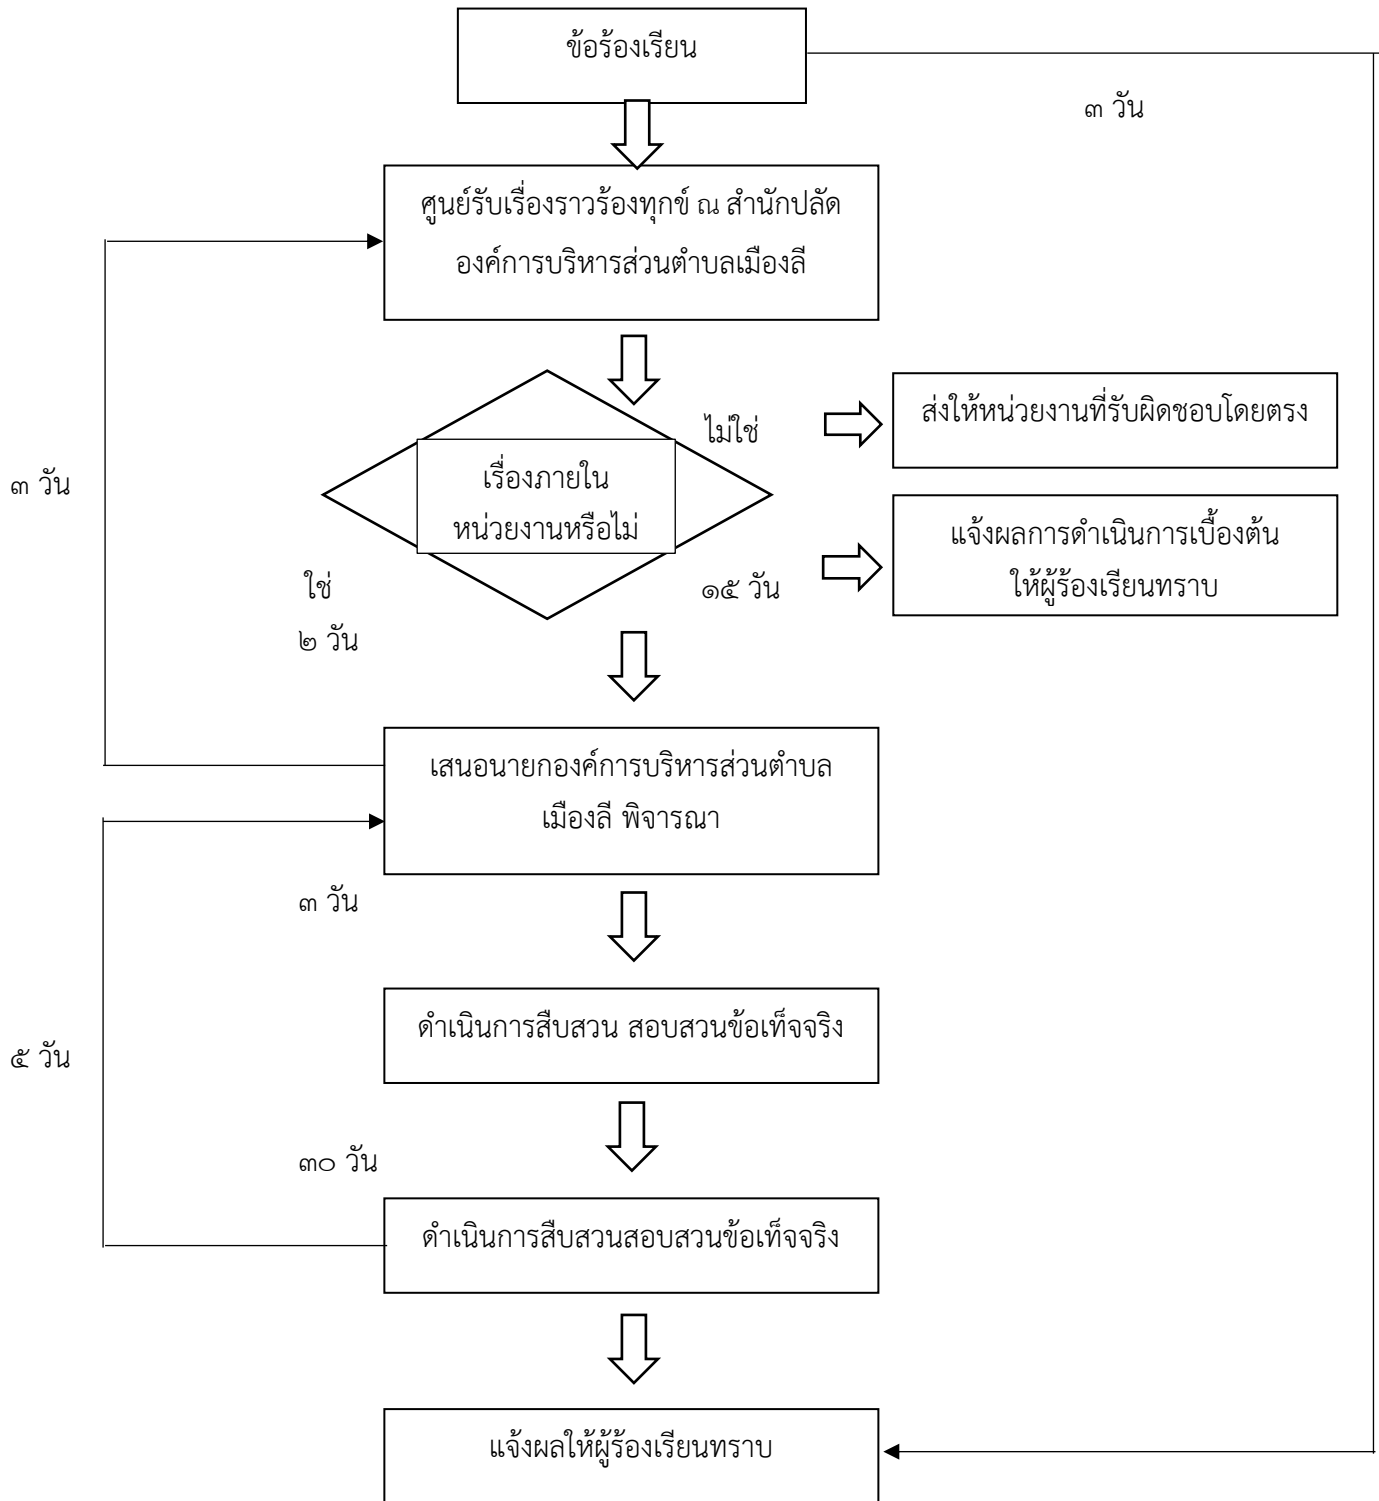 ข้อร้องเรียน
๓ วัน
ศูนย์รับเรื่องราวร้องทุกข์ ณ สำนักปลัด
องค์การบริหารส่วนตำบลเมืองลี
ไม่ใช่
ส่งให้หน่วยงานที่รับผิดชอบโดยตรง
๓ วัน
เรื่องภายใน
หน่วยงานหรือไม่
แจ้งผลการดำเนินการเบื้องต้น
ให้ผู้ร้องเรียนทราบ
ใช่
๑๕ วัน
๒ วัน
เสนอนายกองค์การบริหารส่วนตำบล
เมืองลี พิจารณา
๓ วัน
ดำเนินการสืบสวน สอบสวนข้อเท็จจริง
๕ วัน
๓๐ วัน
ดำเนินการสืบสวนสอบสวนข้อเท็จจริง
แจ้งผลให้ผู้ร้องเรียนทราบ